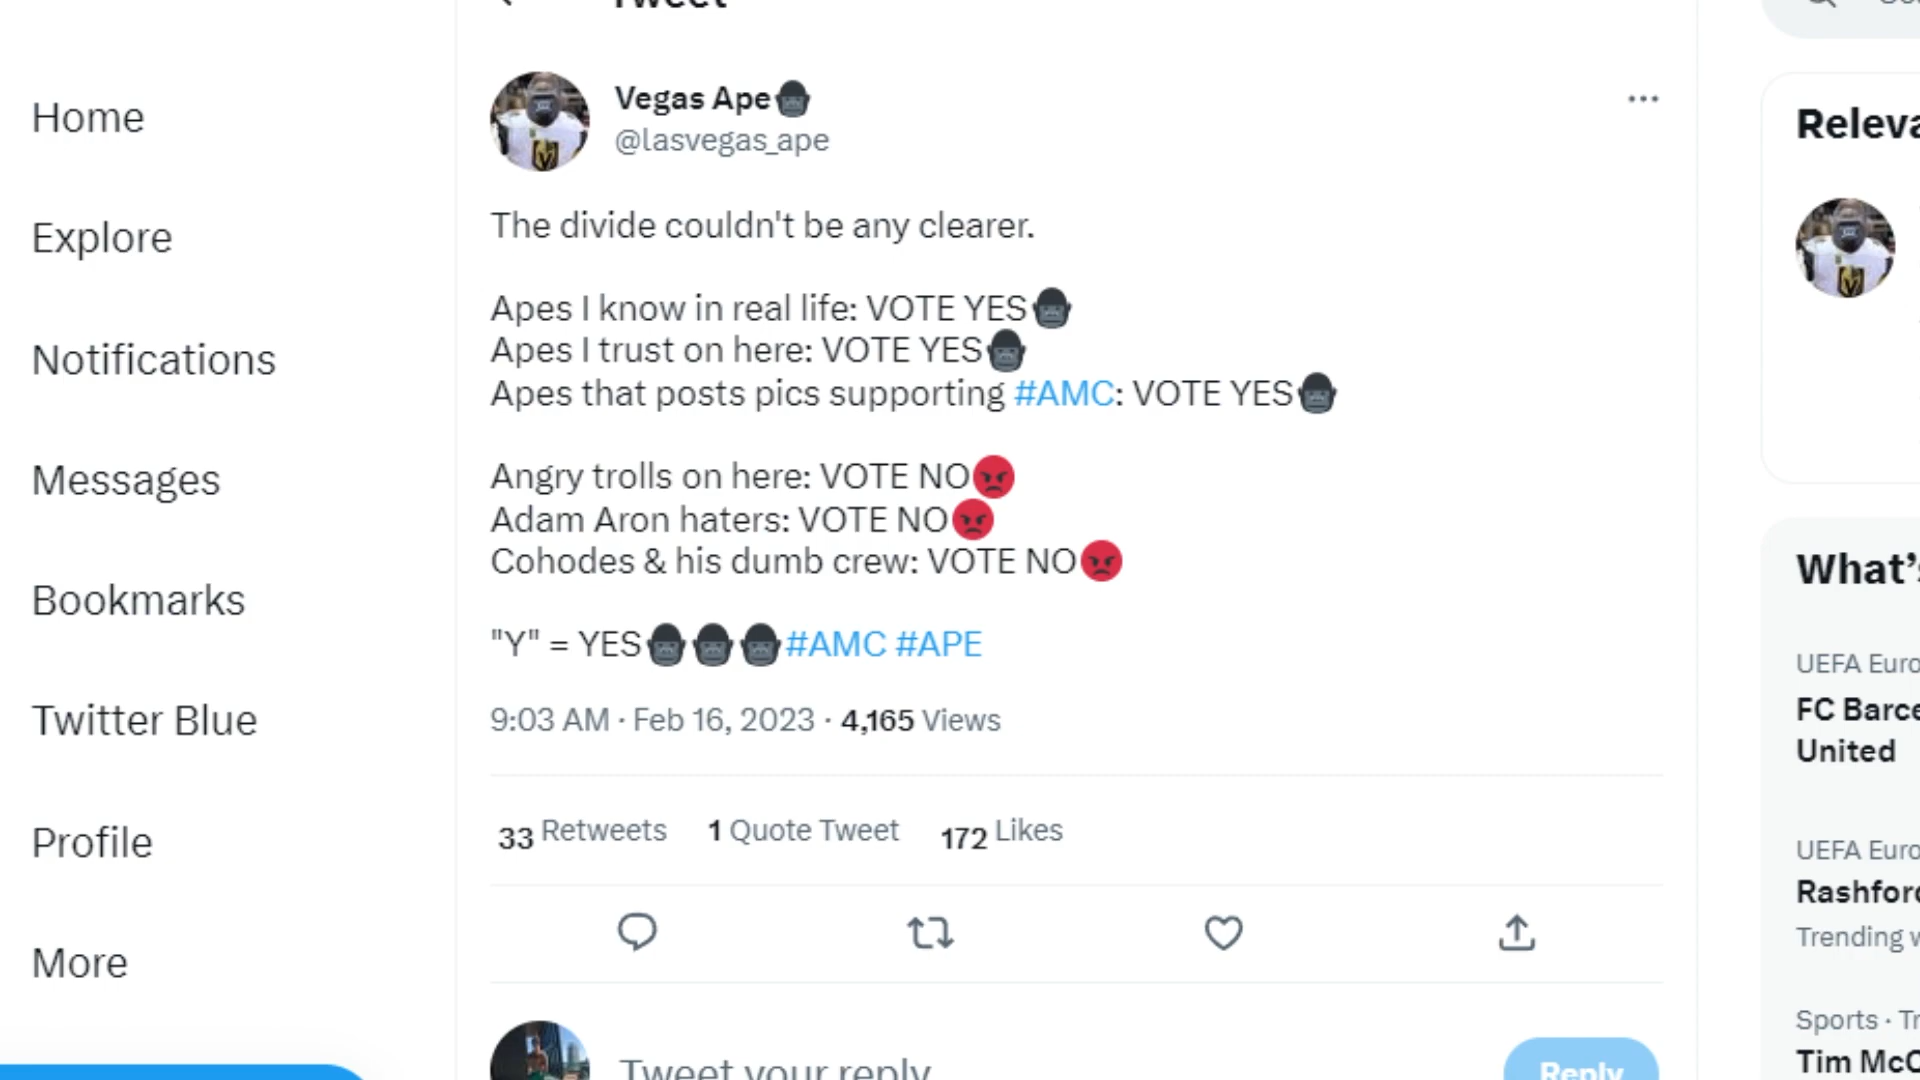 Tweet
Home
Explore
Notifications
Messages
Bookmarks
Twitter Blue
Profile
More
Vegas Ape🦍
@lasvegas_ape
The divide couldn't be any clearer.
Apes I know in real life: VOTE YES🦍
Apes I trust on here: VOTE YES🦍
Apes that posts pics supporting #AMC: VOTE YES🦍
Angry trolls on here: VOTE NO😡
Adam Aron haters: VOTE NO😡
Cohodes & his dumb crew: VOTE NO😡
"Y" = YES🦍🦍🦍#AMC #APE
9:03 AM · Feb 16, 2023 · 4,165 Views
33 Retweets 1 Quote Tweet 172 Likes
Tweet your reply
Reply
Releva
What's
UEFA Euro
FC Barce
United
UEFA Euro
Rashford
Trending w
Sports · Tr
Tim McC